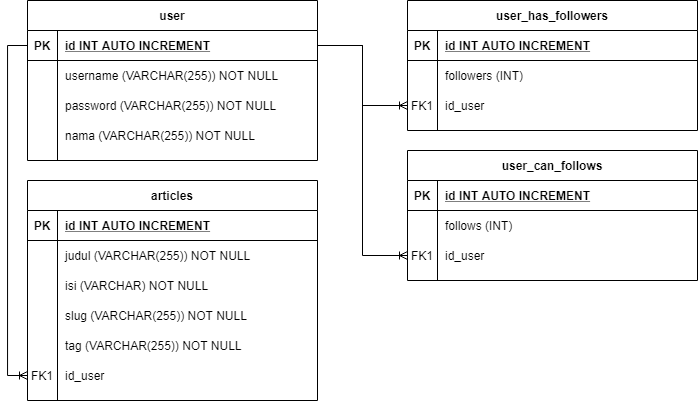 user
PK id INT AUTO INCREMENT
username (VARCHAR(255)) NOT NULL
password (VARCHAR(255)) NOT NULL
nama (VARCHAR(255)) NOT NULL
articles
PK id INT AUTO INCREMENT
judul (VARCHAR(255)) NOT NULL
isi (VARCHAR) NOT NULL
slug (VARCHAR(255)) NOT NULL
tag (VARCHAR(255)) NOT NULL
FK1 id_user
user_has_followers
PK id INT AUTO INCREMENT
followers (INT)
FK1 id_user
user_can_follows
PK id INT AUTO INCREMENT
follows (INT)
FK1 id_user